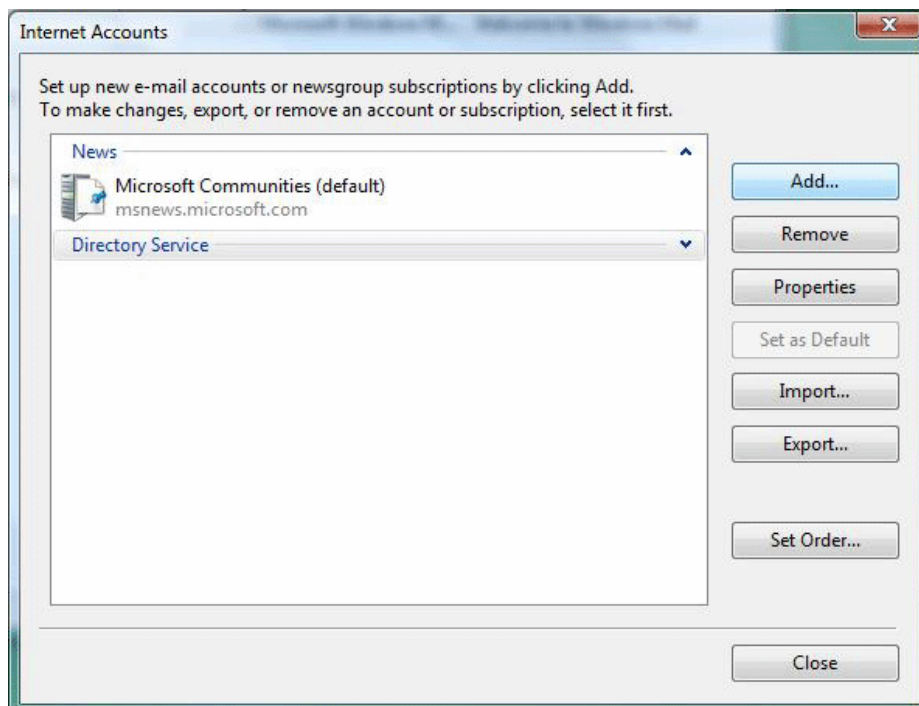 Internet Accounts
Set up new e-mail accounts or newsgroup subscriptions by clicking Add.
To make changes, export, or remove an account or subscription, select it first.
News
Microsoft Communities (default)
msnews.microsoft.com
Directory Service
Add...
Remove
Properties
Set as Default
Import...
Export...
Set Order...
Close